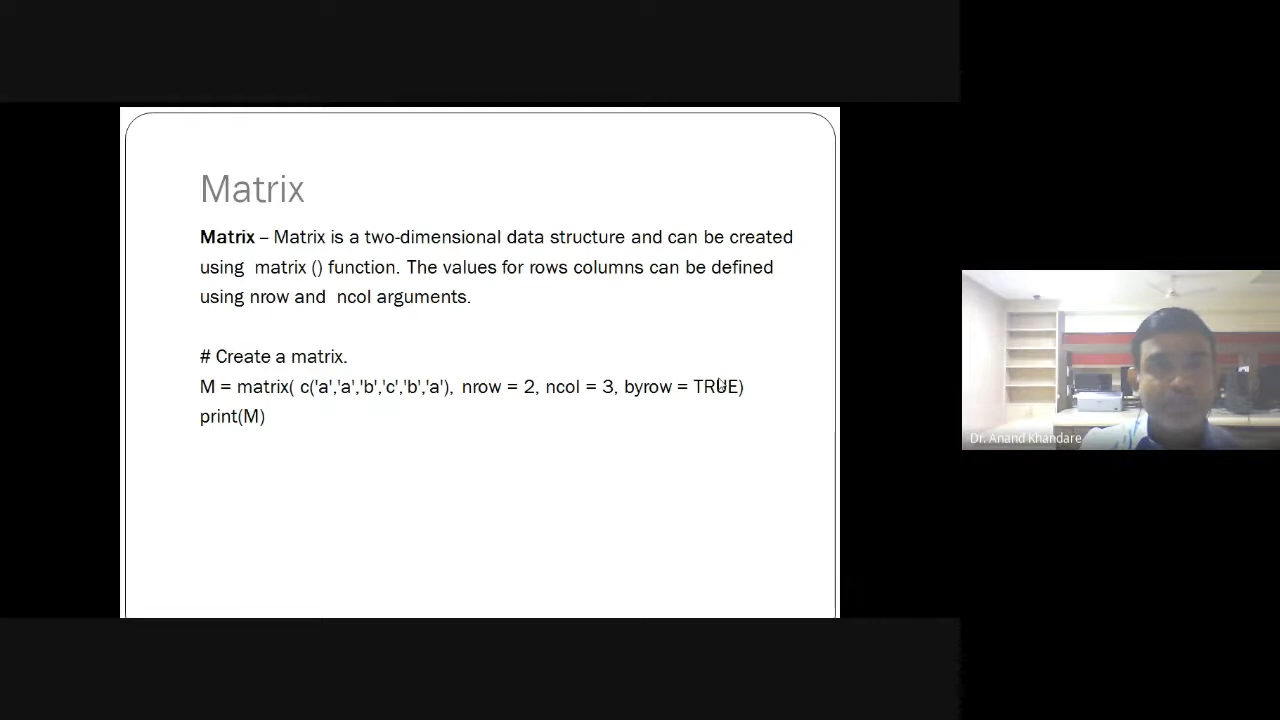 Matrix
Matrix – Matrix is a two-dimensional data structure and can be created
using matrix () function. The values for rows columns can be defined
using nrow and ncol arguments.
# Create a matrix.
M = matrix( c('a','a','b','c','b','a'), nrow = 2, ncol = 3, byrow = TRUE)
print(M)
Dr. Anand Khandare